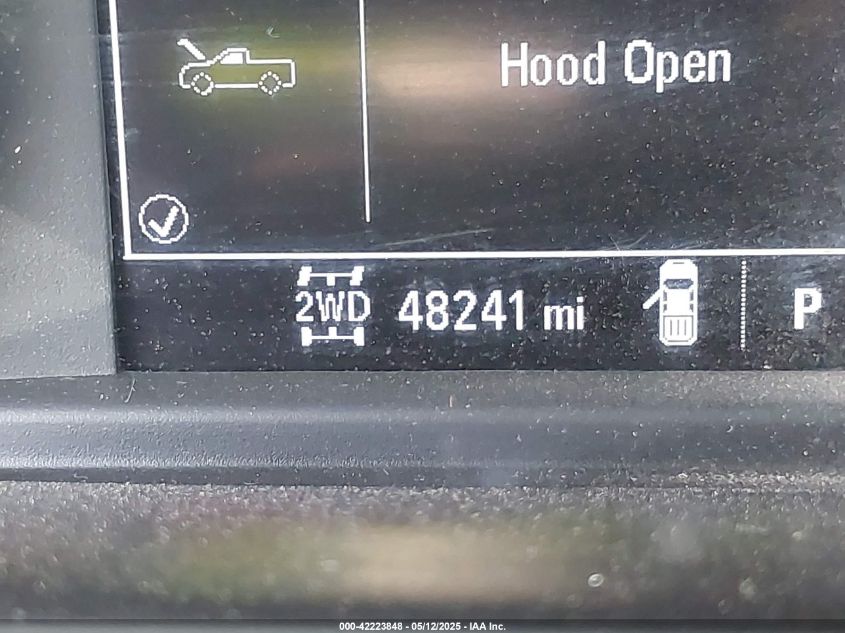 Hood Open
2WD 48241 mi P
000-42223848 - 05/12/2025 - IAA Inc.